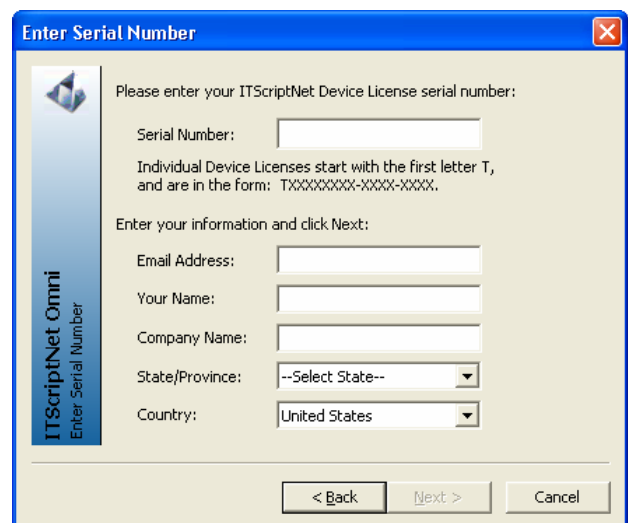 Enter Serial Number
ITScriptNet Omni
Enter Serial Number
Please enter your ITScriptNet Device License serial number:
Serial Number:
Individual Device Licenses start with the first letter T,
and are in the form:  TXXXXXXXX-XXXX-XXXX.
Enter your information and click Next:
Email Address:
Your Name:
Company Name:
State/Province: --Select State--
Country: United States
< Back Next > Cancel